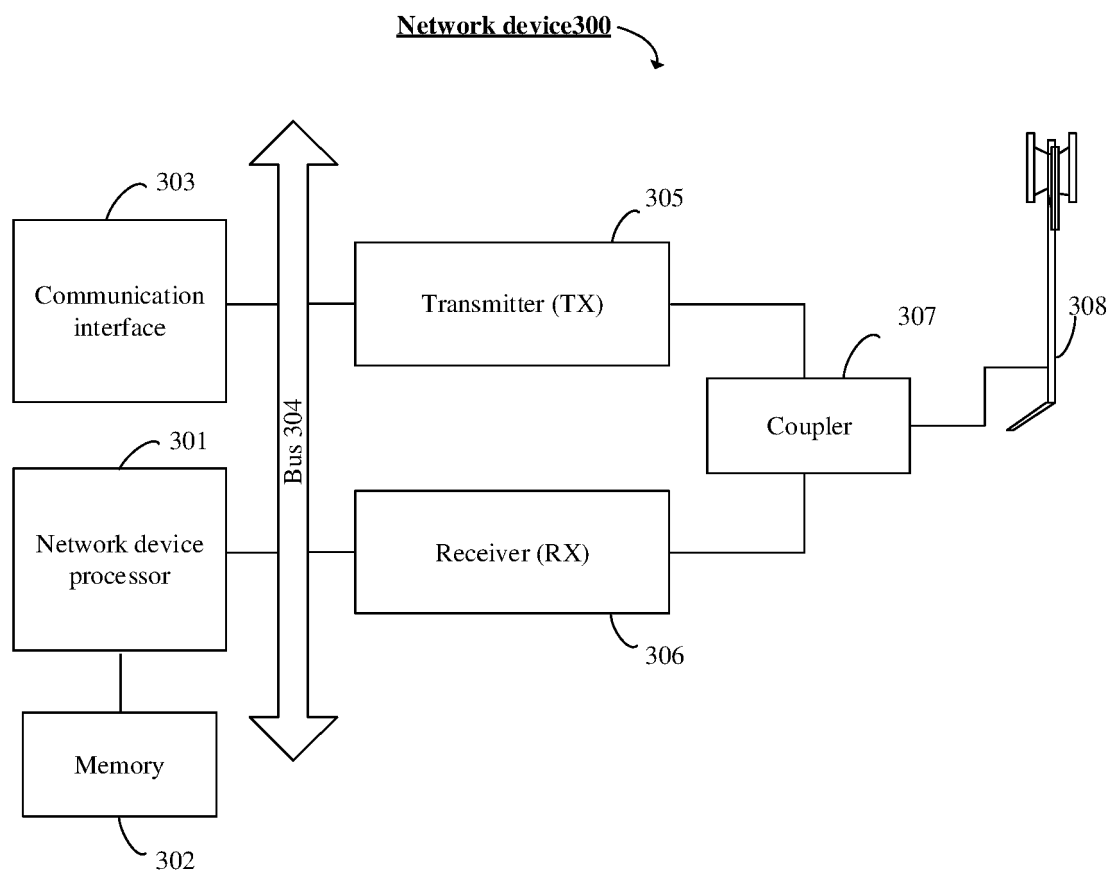 Network device300
303
305
Communication
interface
Transmitter (TX)
307
308
Coupler
301
Bus 304
Network device
processor
Receiver (RX)
306
Memory
302